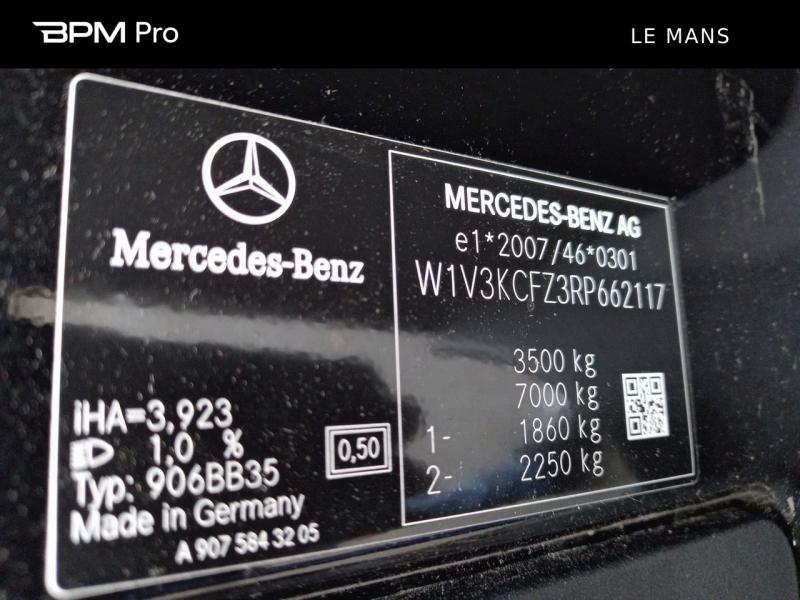 BPM Pro
LE MANS
Mercedes-Benz
iHA=3,923
1,0 %
Typ: 906BB35
Made in Germany
A 907 584 32 05
0,50
MERCEDES-BENZ AG
e1*2007/46*0301
W1V3KCFZ3RP662117
3500 kg
7000 kg
1- 1860 kg
2- 2250 kg